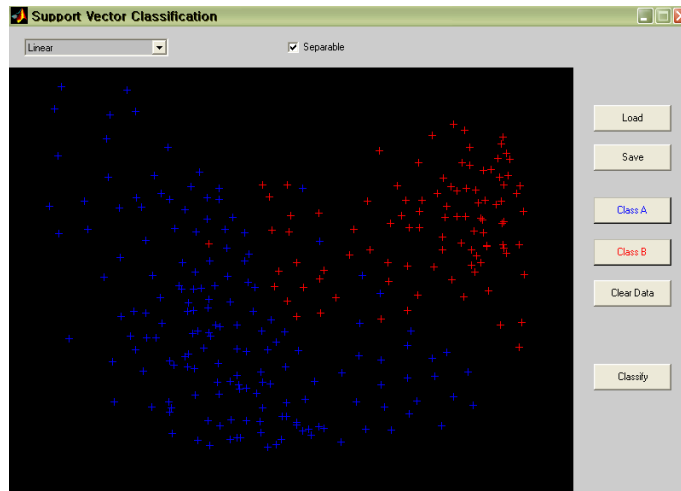 Support Vector Classification
Linear
Separable
Load
Save
Class A
Class B
Clear Data
Classify